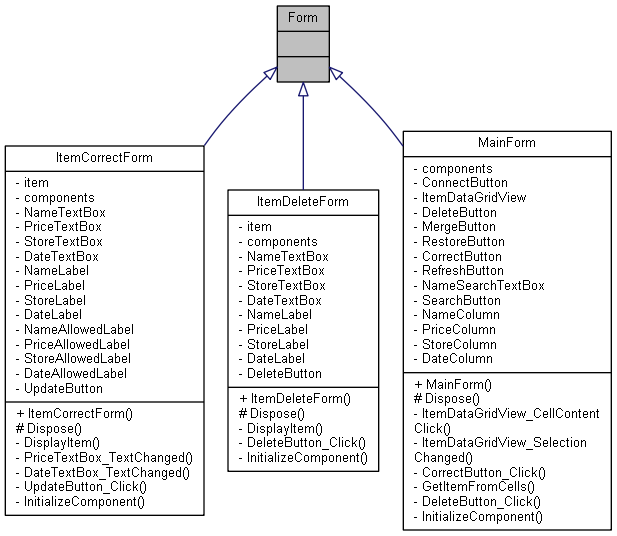 Form
ItemCorrectForm
- item
- components
- NameTextBox
- PriceTextBox
- StoreTextBox
- DateTextBox
- NameLabel
- PriceLabel
- StoreLabel
- DateLabel
- NameAllowedLabel
- PriceAllowedLabel
- StoreAllowedLabel
- DateAllowedLabel
- UpdateButton
+ ItemCorrectForm()
# Dispose()
- DisplayItem()
- PriceTextBox_TextChanged()
- DateTextBox_TextChanged()
- UpdateButton_Click()
- InitializeComponent()
ItemDeleteForm
- item
- components
- NameTextBox
- PriceTextBox
- StoreTextBox
- DateTextBox
- NameLabel
- PriceLabel
- StoreLabel
- DateLabel
- DeleteButton
+ ItemDeleteForm()
# Dispose()
- DisplayItem()
- DeleteButton_Click()
- InitializeComponent()
MainForm
- components
- ConnectButton
- ItemDataGridView
- DeleteButton
- MergeButton
- RestoreButton
- CorrectButton
- RefreshButton
- NameSearchTextBox
- SearchButton
- NameColumn
- PriceColumn
- StoreColumn
- DateColumn
+ MainForm()
# Dispose()
- ItemDataGridView_CellContent
Click()
- ItemDataGridView_Selection
Changed()
- CorrectButton_Click()
- GetItemFromCells()
- DeleteButton_Click()
- InitializeComponent()